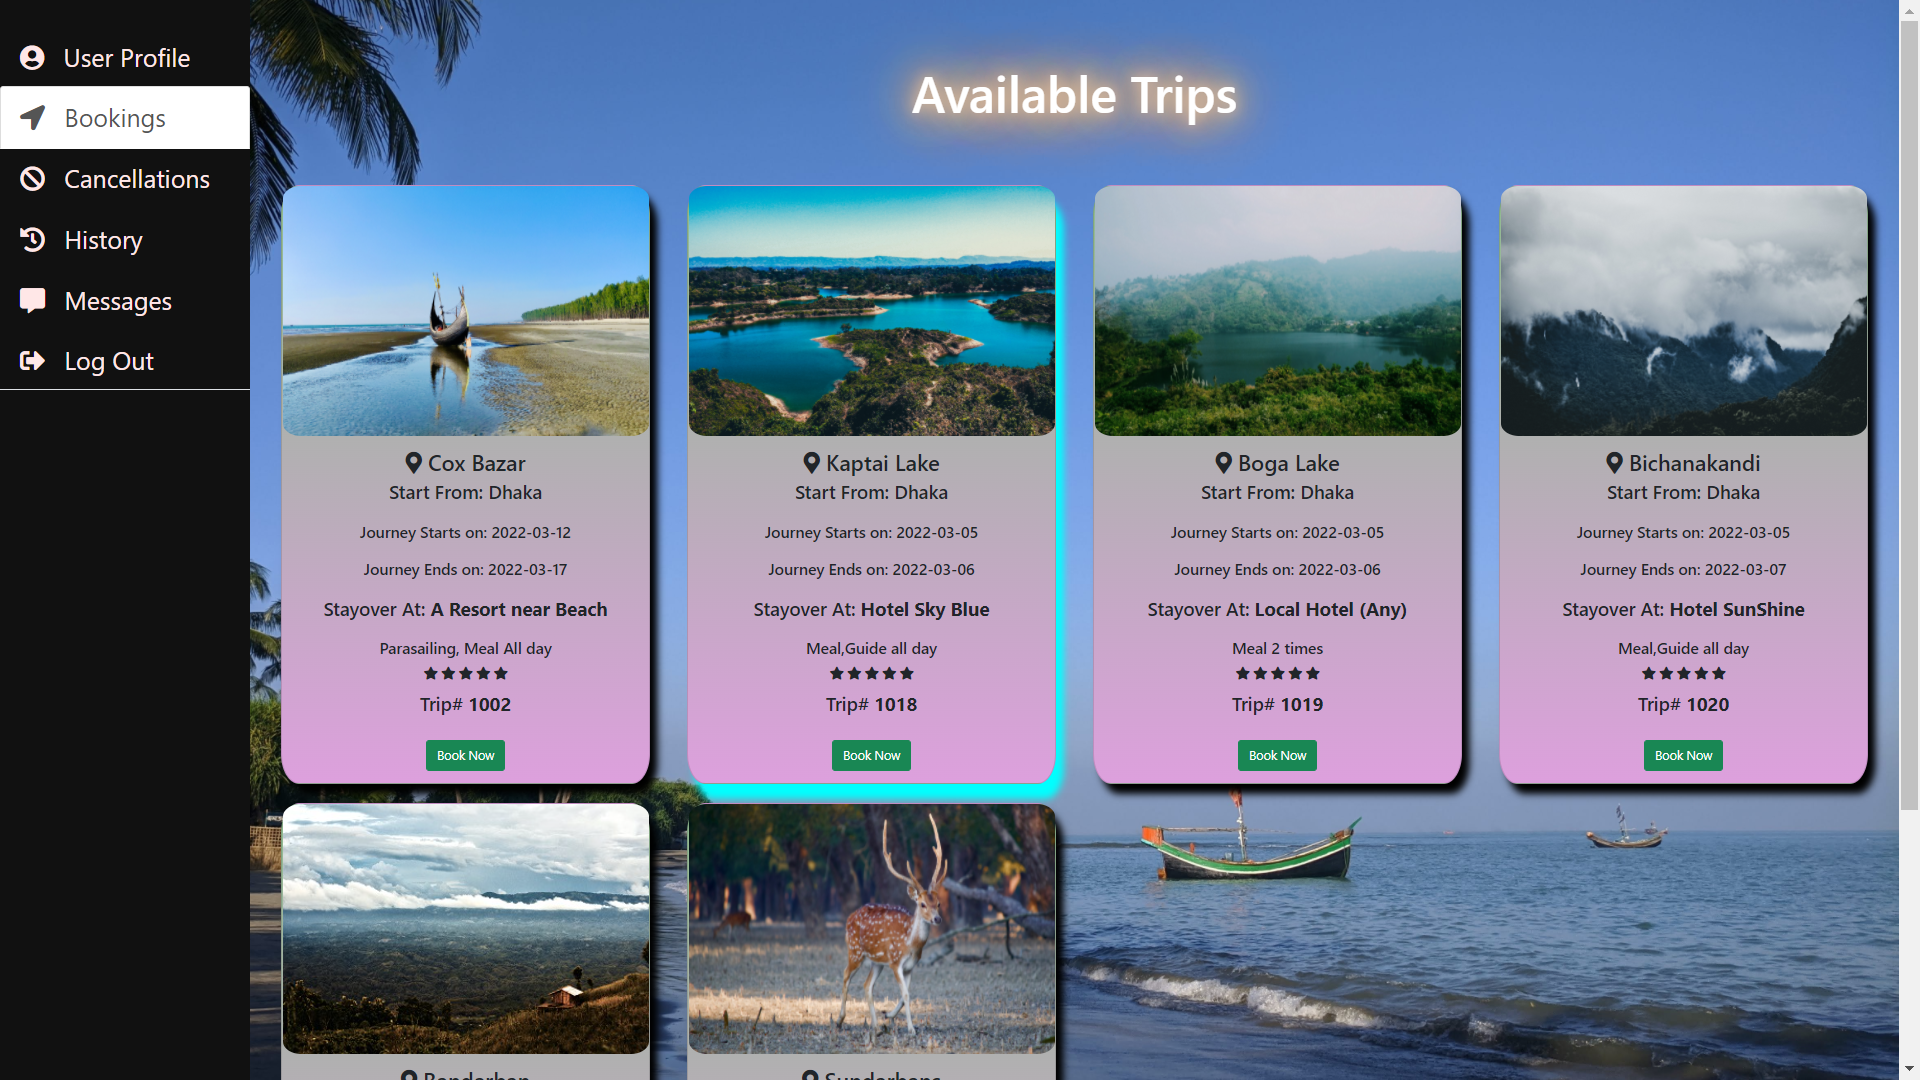 User Profile
Bookings
Cancellations
History
Messages
Log Out
Available Trips
Cox Bazar
Start From: Dhaka
Journey Starts on: 2022-03-12
Journey Ends on: 2022-03-17
Stayover At: A Resort near Beach
Parasailing, Meal All day
Trip# 1002
Book Now
Kaptai Lake
Start From: Dhaka
Journey Starts on: 2022-03-05
Journey Ends on: 2022-03-06
Stayover At: Hotel Sky Blue
Meal,Guide all day
Trip# 1018
Book Now
Boga Lake
Start From: Dhaka
Journey Starts on: 2022-03-05
Journey Ends on: 2022-03-06
Stayover At: Local Hotel (Any)
Meal 2 times
Trip# 1019
Book Now
Bichanakandi
Start From: Dhaka
Journey Starts on: 2022-03-05
Journey Ends on: 2022-03-07
Stayover At: Hotel SunShine
Meal,Guide all day
Trip# 1020
Book Now